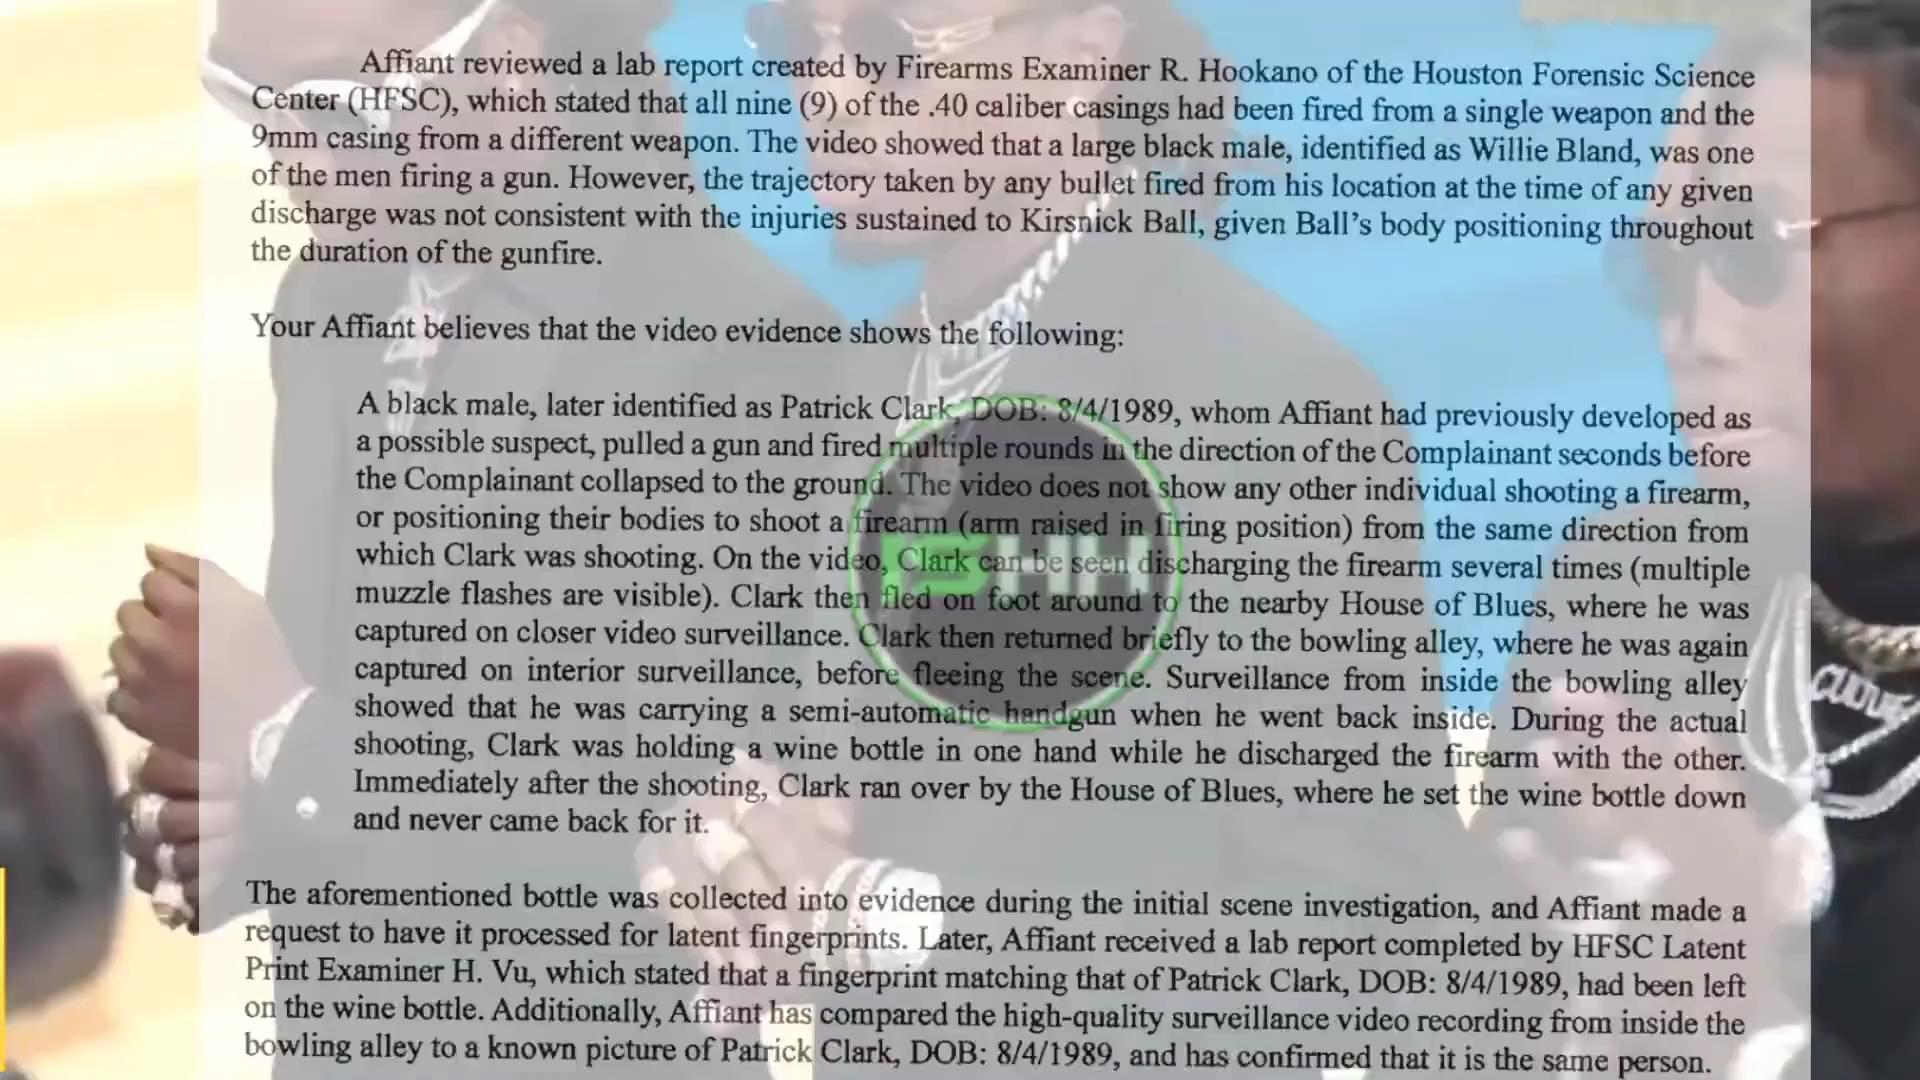 Affiant reviewed a lab report created by Firearms Examiner R. Hookano of the Houston Forensic Science
Center (HFSC), which stated that all nine (9) of the .40 caliber casings had been fired from a single weapon and the
9mm casing from a different weapon. The video showed that a large black male, identified as Willie Bland, was one
of the men firing a gun. However, the trajectory taken by any bullet fired from his location at the time of any given
discharge was not consistent with the injuries sustained to Kirsnick Ball, given Ball's body positioning throughout
the duration of the gunfire.
Your Affiant believes that the video evidence shows the following:
A black male, later identified as Patrick Clark, DOB: 8/4/1989, whom Affiant had previously developed as
a possible suspect, pulled a gun and fired multiple rounds in the direction of the Complainant seconds before
the Complainant collapsed to the ground. The video does not show any other individual shooting a firearm,
or positioning their bodies to shoot a firearm (arm raised in firing position) from the same direction from
which Clark was shooting. On the video, Clark can be seen discharging the firearm several times (multiple
muzzle flashes are visible). Clark then fled on foot around to the nearby House of Blues, where he was
captured on closer video surveillance. Clark then returned briefly to the bowling alley, where he was again
captured on interior surveillance, before fleeing the scene. Surveillance from inside the bowling alley
showed that he was carrying a semi-automatic handgun when he went back inside. During the actual
shooting, Clark was holding a wine bottle in one hand while he discharged the firearm with the other.
Immediately after the shooting, Clark ran over by the House of Blues, where he set the wine bottle down
and never came back for it.
The aforementioned bottle was collected into evidence during the initial scene investigation, and Affiant made a
request to have it processed for latent fingerprints. Later, Affiant received a lab report completed by HFSC Latent
Print Examiner H. Vu, which stated that a fingerprint matching that of Patrick Clark, DOB: 8/4/1989, had been left
on the wine bottle. Additionally, Affiant has compared the high-quality surveillance video recording from inside the
bowling alley to a known picture of Patrick Clark, DOB: 8/4/1989, and has confirmed that it is the same person.
ISHH